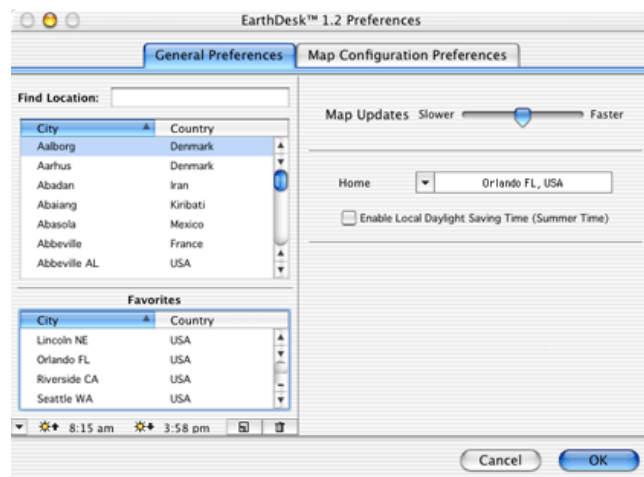 EarthDesk™ 1.2 Preferences
General Preferences Map Configuration Preferences
Find Location:
City Country
Aalborg Denmark
Aarhus Denmark
Abadan Iran
Abaiang Kiribati
Abasola Mexico
Abbeville France
Abbeville AL USA
Favorites
City Country
Lincoln NE USA
Orlando FL USA
Riverside CA USA
Seattle WA USA
8:15 am 3:58 pm
Map Updates Slower Faster
Home Orlando FL, USA
Enable Local Daylight Saving Time (Summer Time)
Cancel OK